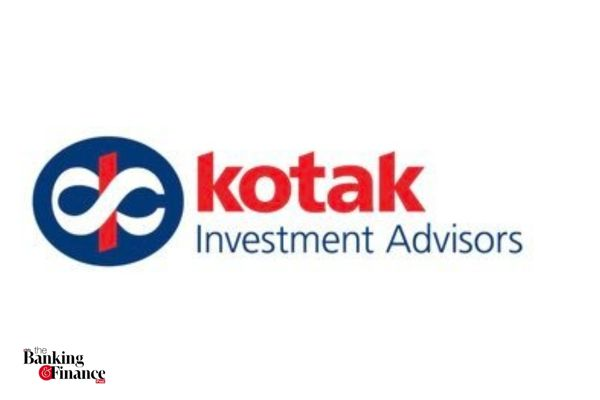 kotak
Investment Advisors
the
Banking
&Finance